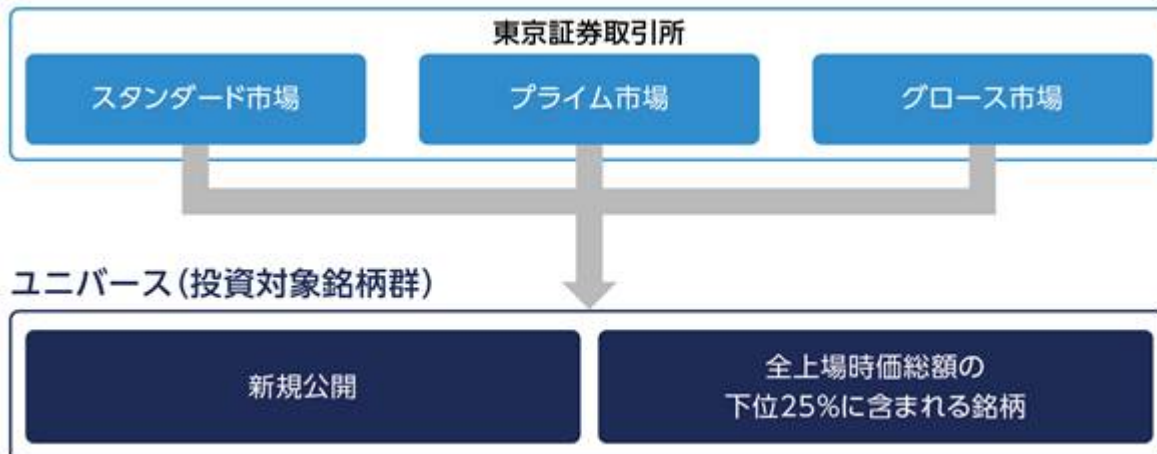 東京証券取引所
スタンダード市場
プライム市場
グロース市場
ユニバース(投資対象銘柄群)
新規公開
全上場時価総額の
下位25%に含まれる銘柄